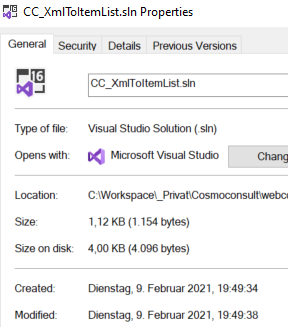 CC_XmlToItemList.sln Properties
General Security Details Previous Versions
16
CC_XmlToItemList.sln
Type of file: Visual Studio Solution (.sln)
Opens with: Microsoft Visual Studio Chang
Location: C:\Workspace\_Privat\Cosmoconsult\webco
Size: 1,12 KB (1.154 bytes)
Size on disk: 4,00 KB (4.096 bytes)
Created: Dienstag, 9. Februar 2021, 19:49:34
Modified: Dienstag, 9. Februar 2021, 19:49:38